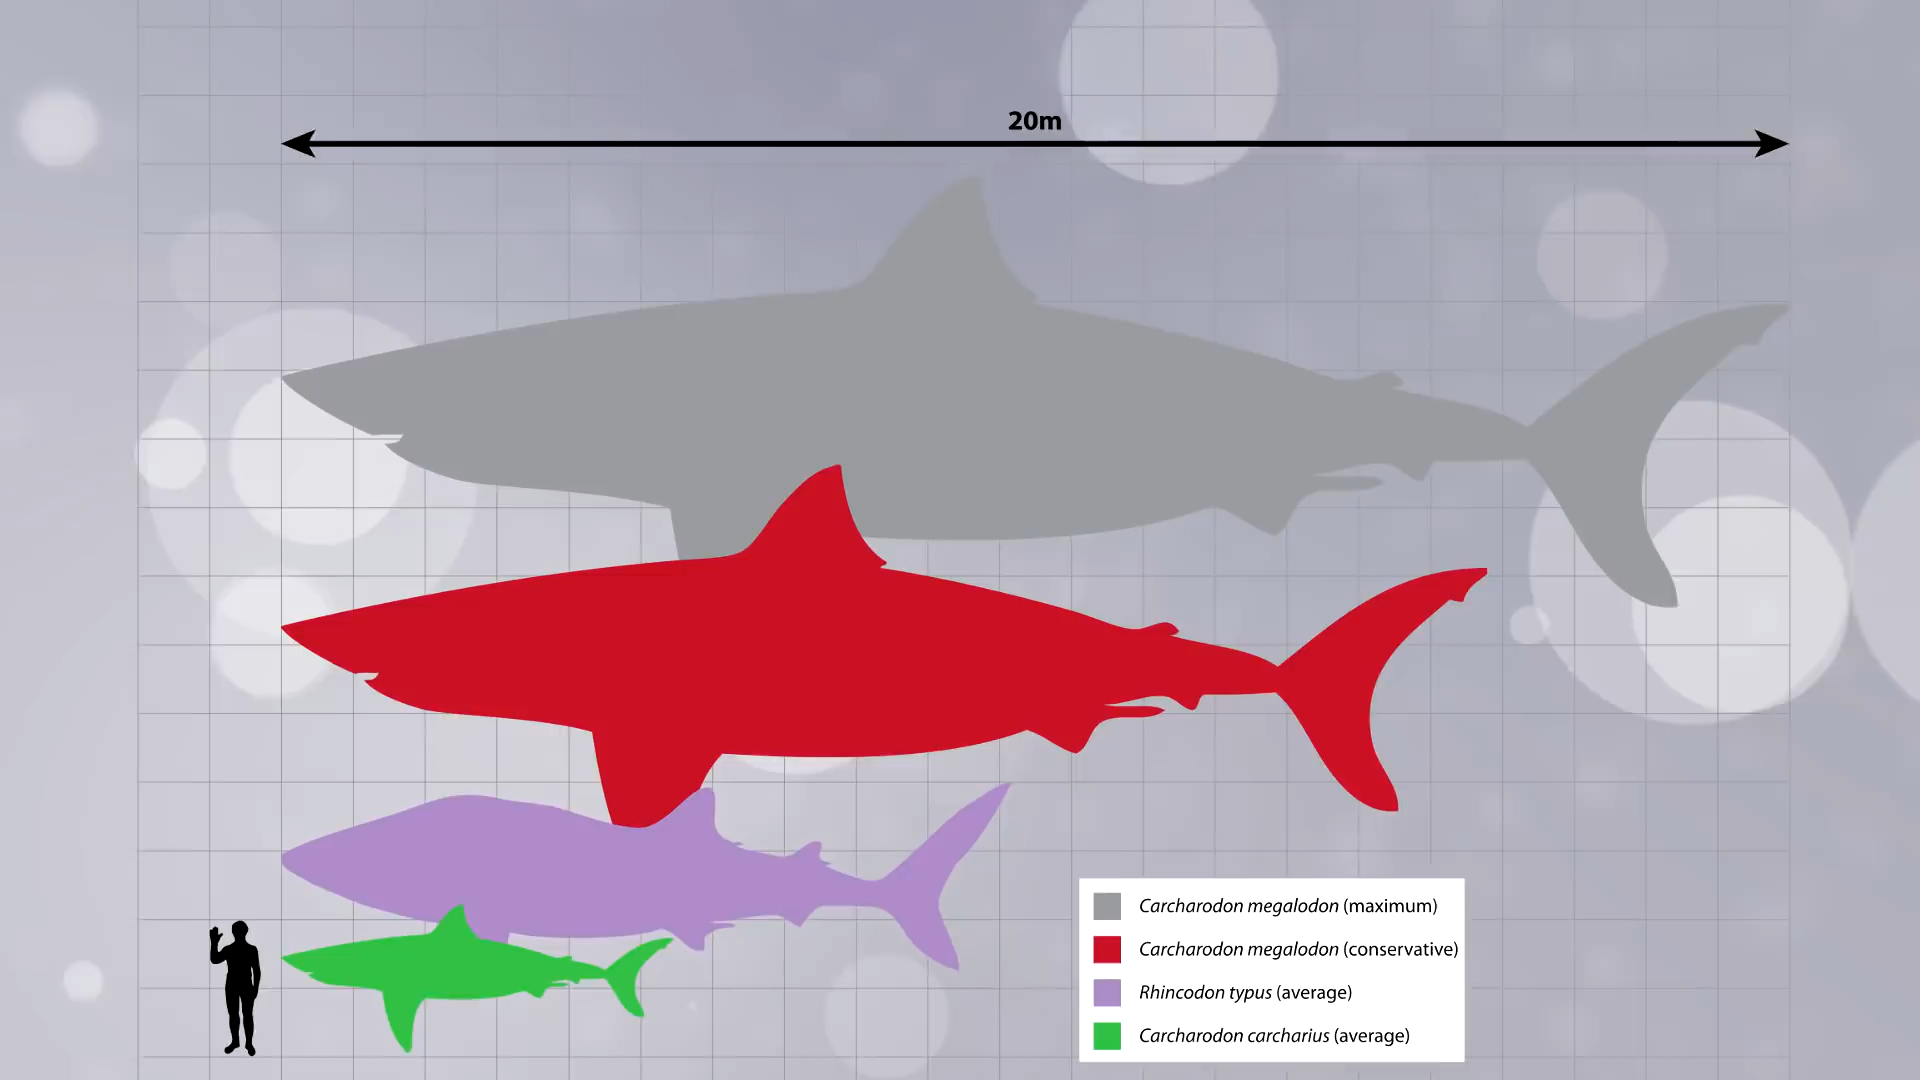 20m
Carcharodon megalodon (maximum)
Carcharodon megalodon (conservative)
Rhincodon typus (average)
Carcharodon carcharius (average)